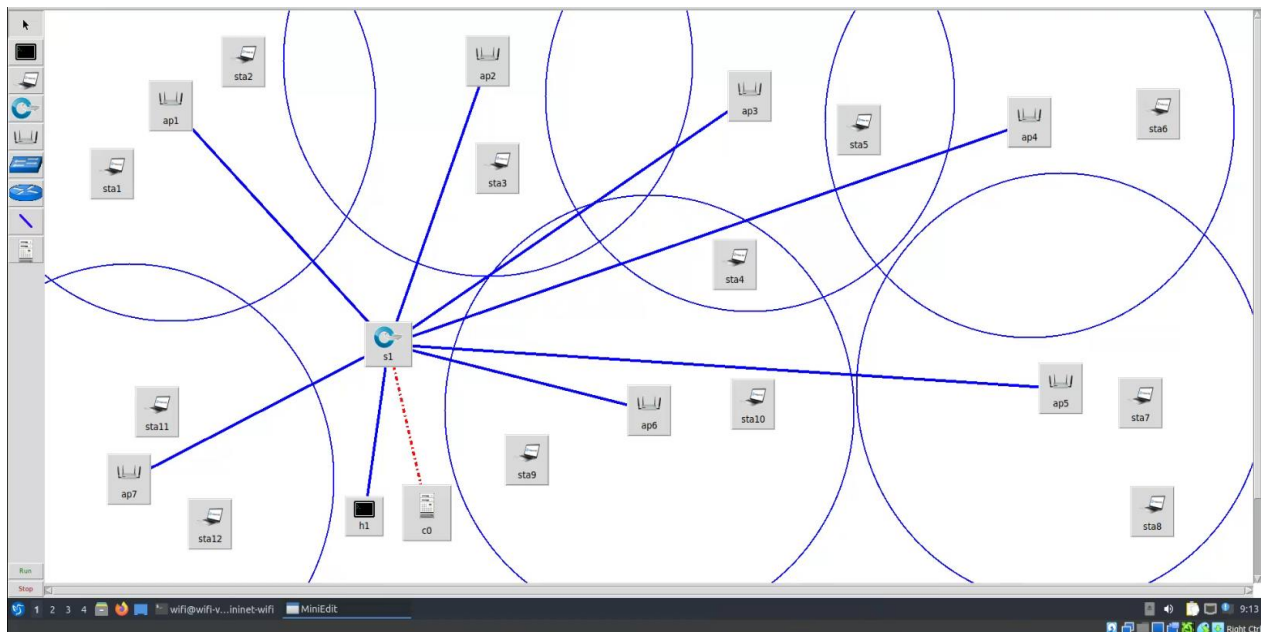 sta2
ap2
ap1
ap3
sta5
ap4
sta6
sta1
sta3
sta4
s1
sta11
ap6
sta10
ap5
sta7
ap7
sta9
sta12
h1
c0
sta8
Run
Stop
1 2 3 4 wifi@wifi-v...ininet-wifi MiniEdit 9:13
Right Ctrl